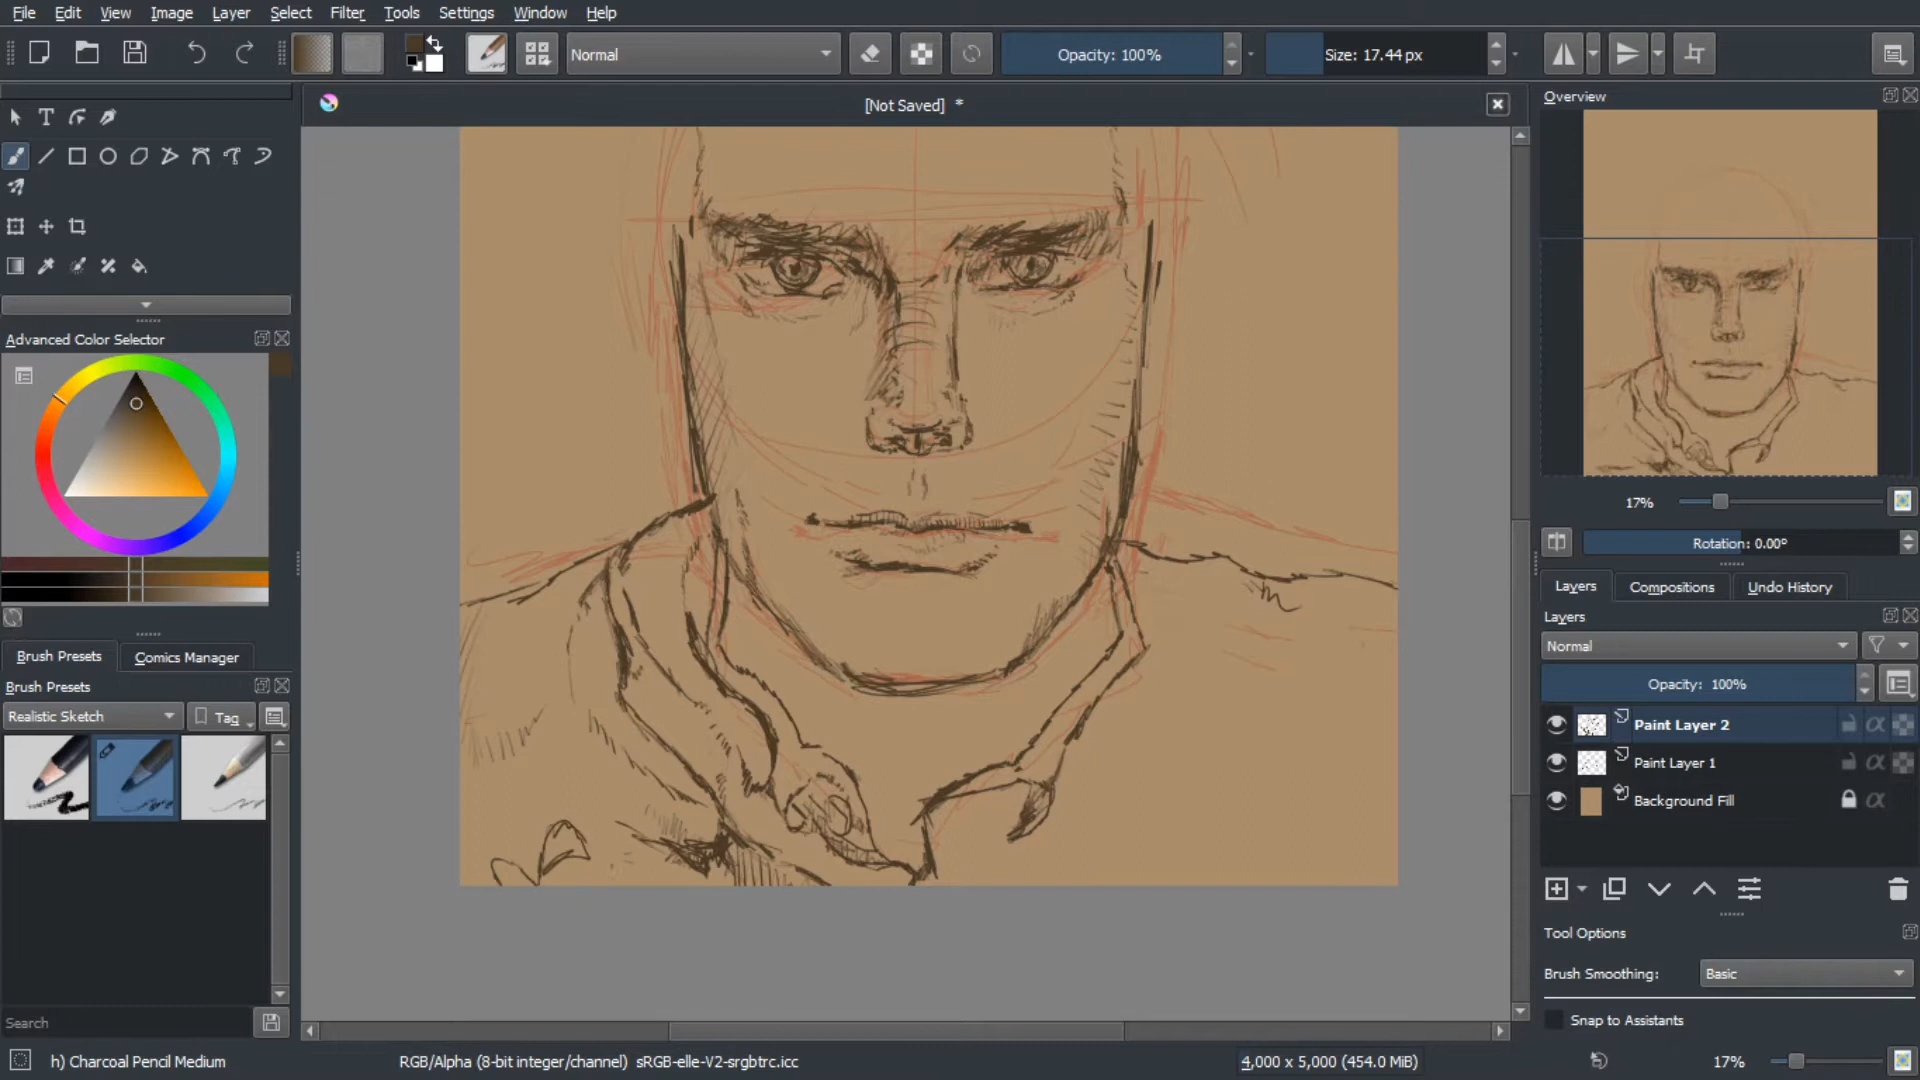 File Edit View Image Layer Select Filter Tools Settings Window Help
Normal Opacity: 100% Size: 17.44 px
[Not Saved] *
Overview
17%
Rotation: 0.00º
Layers Compositions Undo History
Layers
Normal
Opacity: 100%
Paint Layer 2
Paint Layer 1
Background Fill
Tool Options
Brush Smoothing: Basic
Snap to Assistants
Advanced Color Selector
Brush Presets Comics Manager
Brush Presets
Realistic Sketch Tag
Search
h) Charcoal Pencil Medium RGB/Alpha (8-bit integer/channel) sRGB-elle-V2-srgbtrc.icc 4,000 x 5,000 (454.0 MiB) 17%